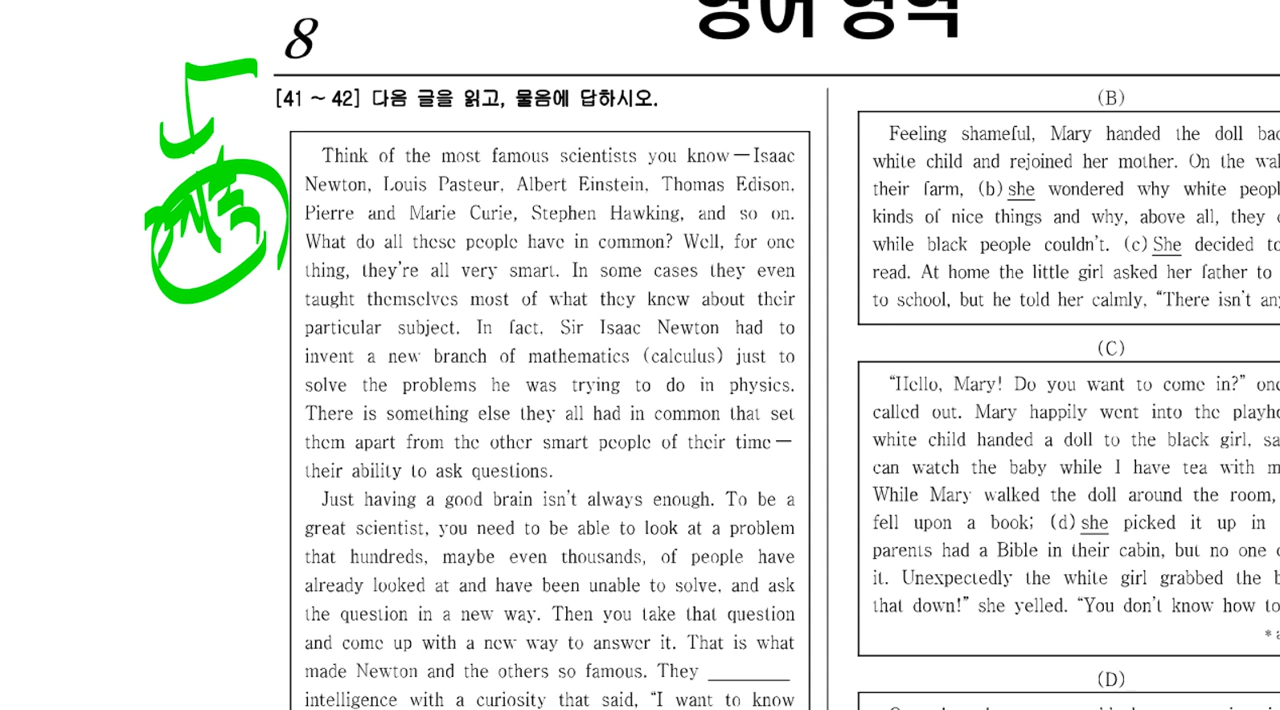 8
영어 영역
[41 ~ 42] 다음 글을 읽고, 물음에 답하시오.
Think of the most famous scientists you know — Isaac
Newton, Louis Pasteur, Albert Einstein, Thomas Edison,
Pierre and Marie Curie, Stephen Hawking, and so on.
What do all these people have in common? Well, for one
thing, they're all very smart. In some cases they even
taught themselves most of what they knew about their
particular subject. In fact, Sir Isaac Newton had to
invent a new branch of mathematics (calculus) just to
solve the problems he was trying to do in physics.
There is something else they all had in common that set
them apart from the other smart people of their time —
their ability to ask questions.
Just having a good brain isn't always enough. To be a
great scientist, you need to be able to look at a problem
that hundreds, maybe even thousands, of people have
already looked at and have been unable to solve, and ask
the question in a new way. Then you take that question
and come up with a new way to answer it. That is what
made Newton and the others so famous. They ________
intelligence with a curiosity that said, "I want to know
(B)
Feeling shameful, Mary handed the doll
white child and rejoined her mother. On the
their farm, (b) she wondered why white
kinds of nice things and why, above all, they
while black people couldn't. (c) She decided to
read. At home the little girl asked her father to
to school, but he told her calmly, "There isn't
(C)
"Hello, Mary! Do you want to come in?"
called out. Mary happily went into the
white child handed a doll to the black girl,
can watch the baby while I have tea with
While Mary walked the doll around the room,
fell upon a book; (d) she picked it up in
parents had a Bible in their cabin, but no one
it. Unexpectedly the white girl grabbed the
that down!" she yelled. "You don't know how to
*
(D)